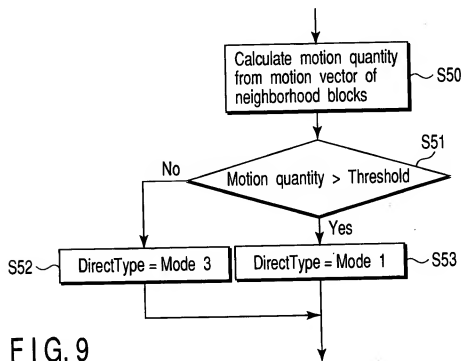 Calculate motion quantity
from motion vector of
neighborhood blocks
S50
S51
No
Motion quantity > Threshold
Yes
S52
DirectType = Mode 3
DirectType = Mode 1
S53
FIG. 9